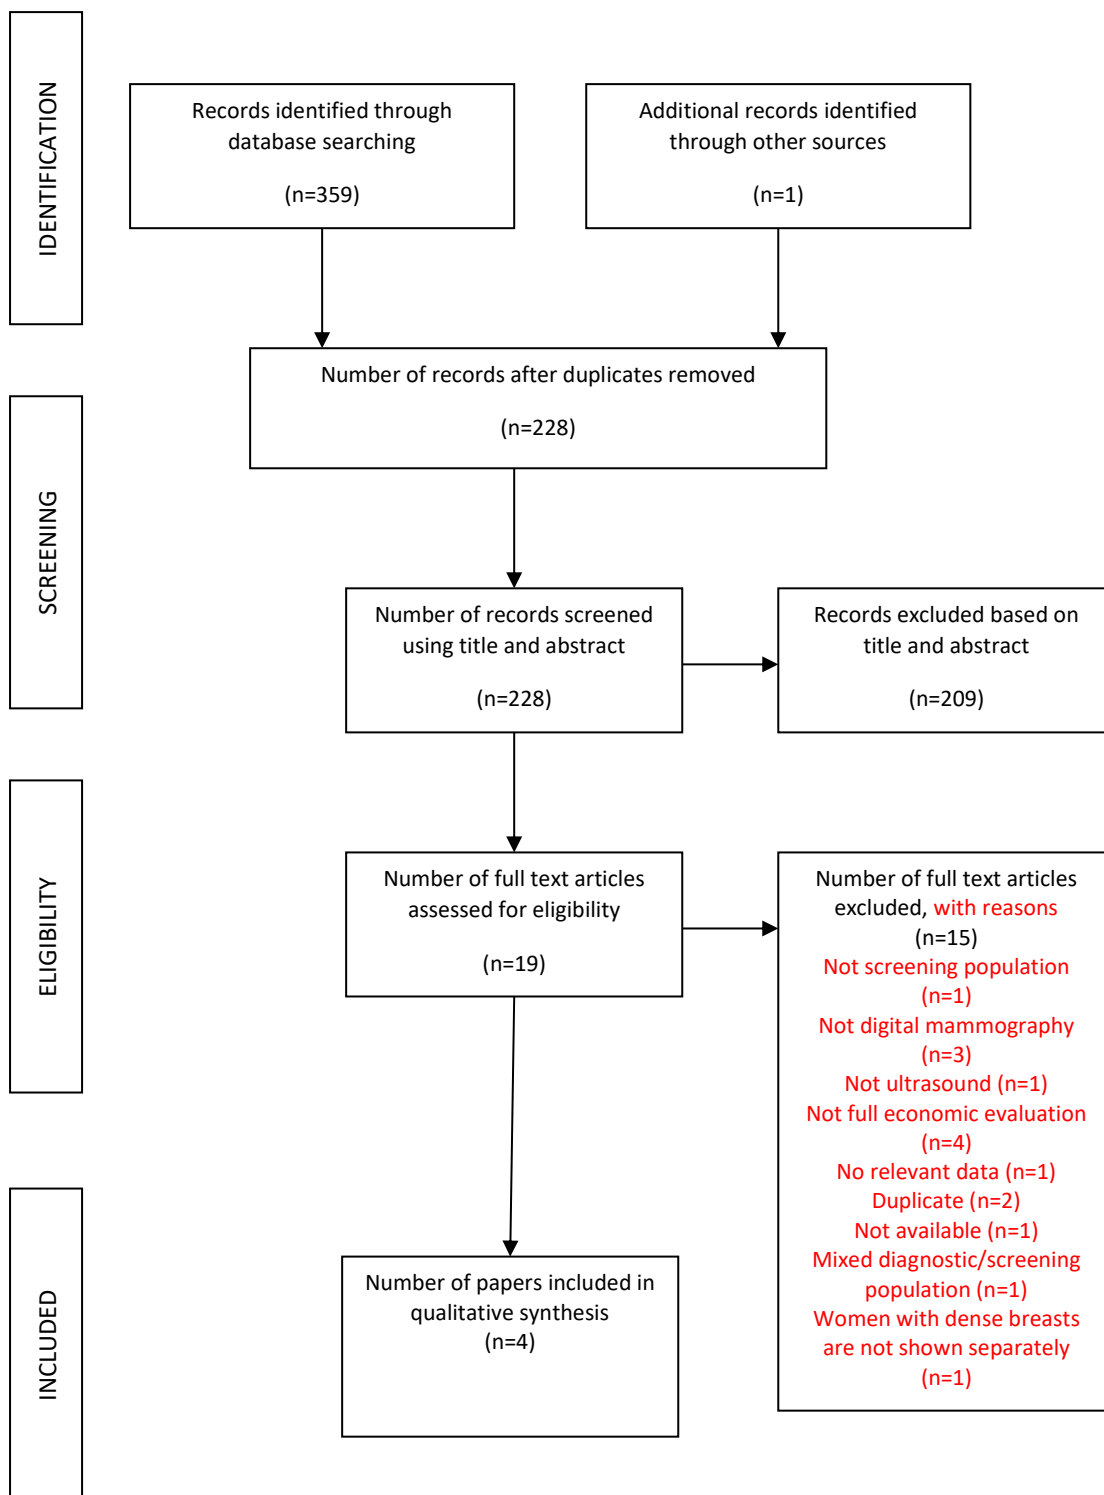 IDENTIFICATION
Records identified through
database searching
(n=359)
Additional records identified
through other sources
(n=1)
Number of records after duplicates removed
(n=228)
SCREENING
Number of records screened
using title and abstract
(n=228)
Records excluded based on
title and abstract
(n=209)
ELIGIBILITY
Number of full text articles
assessed for eligibility
(n=19)
Number of full text articles
excluded, with reasons
(n=15)
Not screening population
(n=1)
Not digital mammography
(n=3)
Not ultrasound (n=1)
Not full economic evaluation
(n=4)
No relevant data (n=1)
Duplicate (n=2)
Not available (n=1)
Mixed diagnostic/screening
population (n=1)
Women with dense breasts
are not shown separately
(n=1)
INCLUDED
Number of papers included in
qualitative synthesis
(n=4)